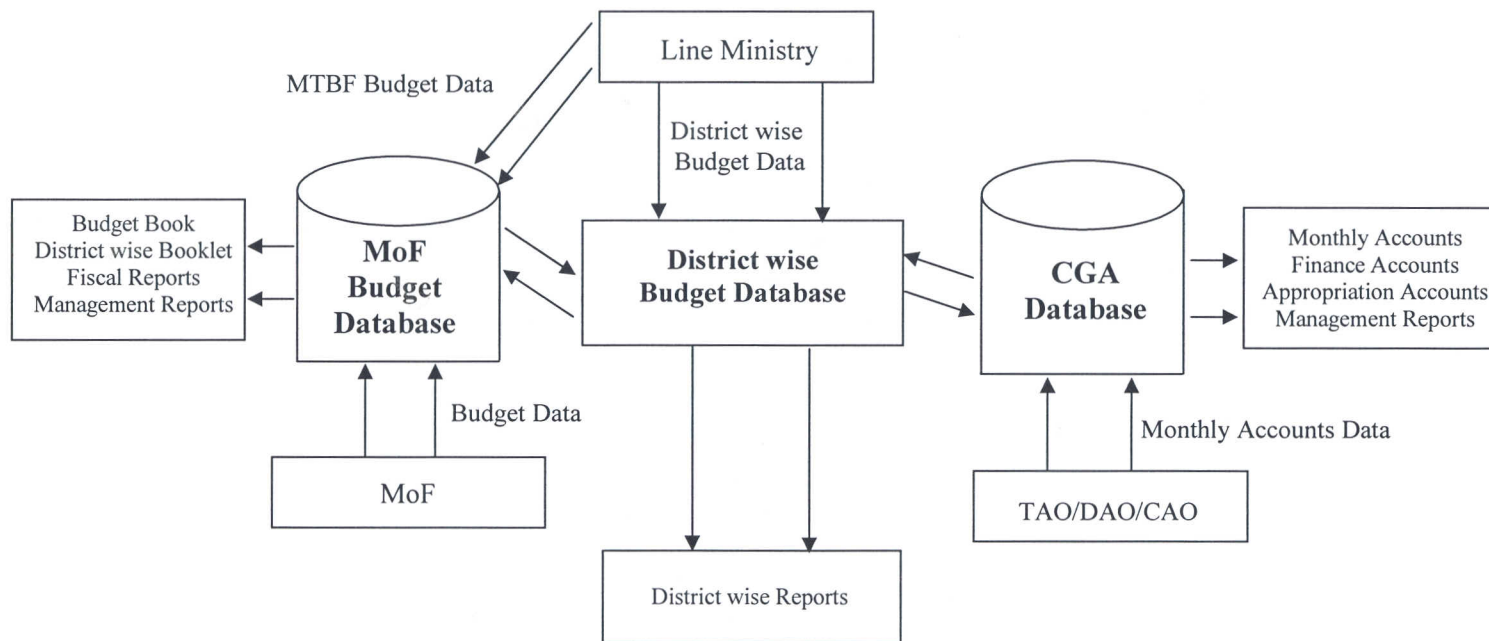 Line Ministry
MTBF Budget Data
District wise
Budget Data
Budget Book
District wise Booklet
Fiscal Reports
Management Reports
MoF
Budget
Database
District wise
Budget Database
CGA
Database
Monthly Accounts
Finance Accounts
Appropriation Accounts
Management Reports
Budget Data
Monthly Accounts Data
MoF
TAO/DAO/CAO
District wise Reports